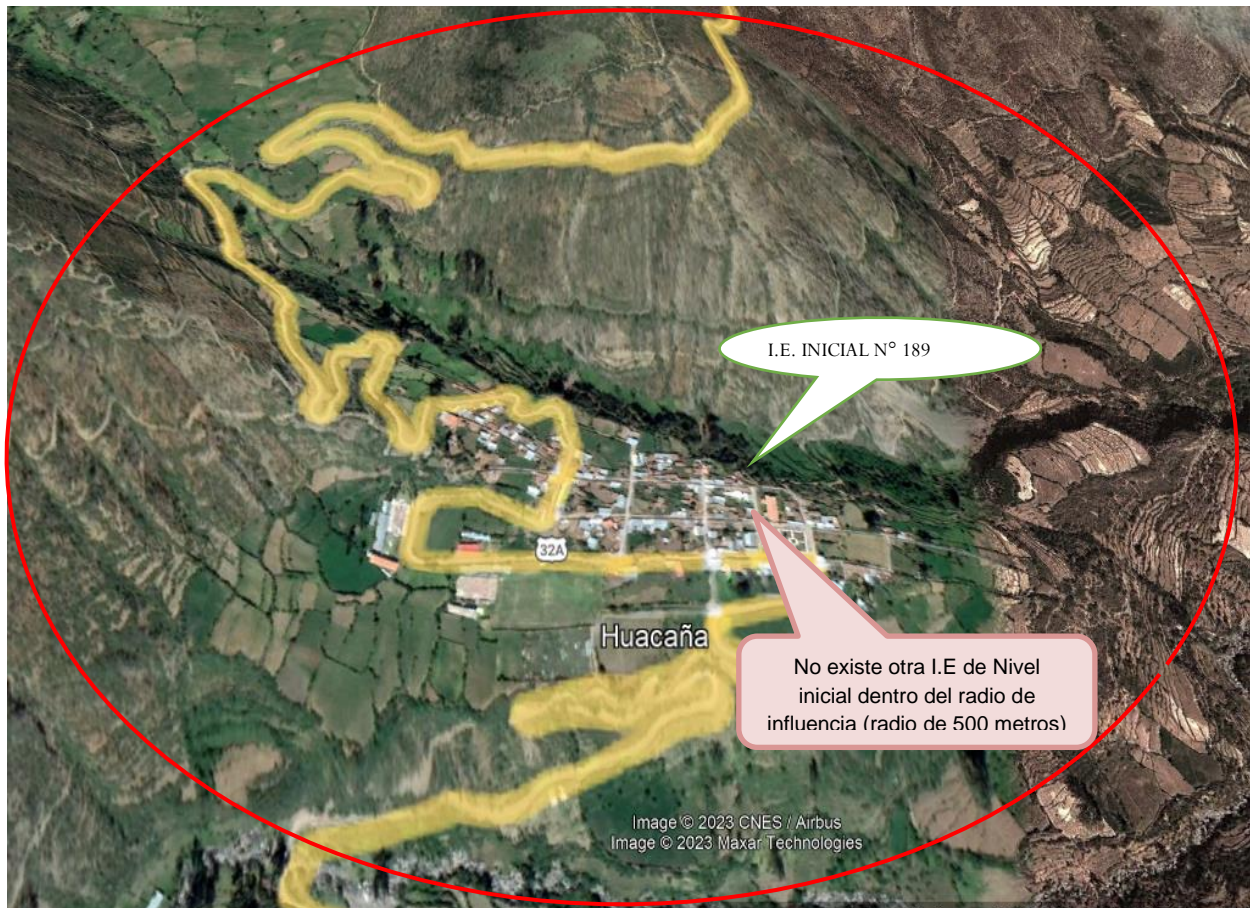 I.E. INICIAL N° 189
32A
Huacaña
No existe otra I.E de Nivel
inicial dentro del radio de
influencia (radio de 500 metros)
Image © 2023 CNES / Airbus
Image © 2023 Maxar Technologies